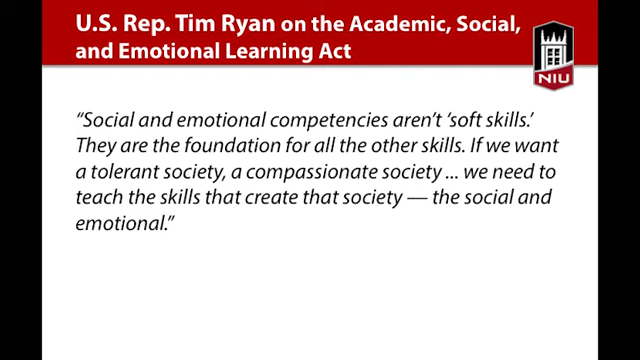 U.S. Rep. Tim Ryan on the Academic, Social,
and Emotional Learning Act
NIU
“Social and emotional competencies aren’t ‘soft skills.’
They are the foundation for all the other skills. If we want
a tolerant society, a compassionate society ... we need to
teach the skills that create that society — the social and
emotional.”